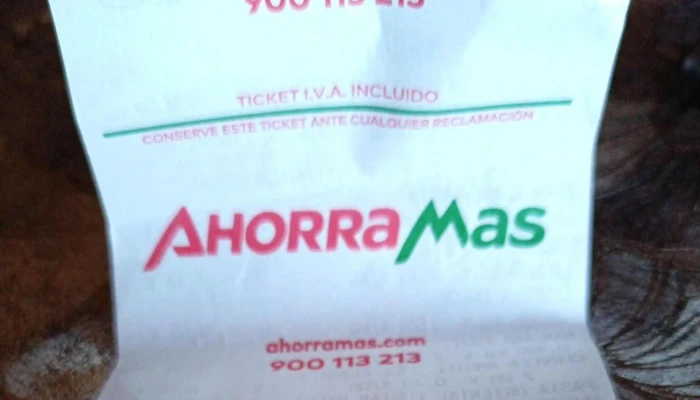 900 113 213
TICKET I.V.A. INCLUIDO
CONSERVE ESTE TICKET ANTE CUALQUIER RECLAMACIÓN
AHORRAMAS
ahorramas.com
900 113 213